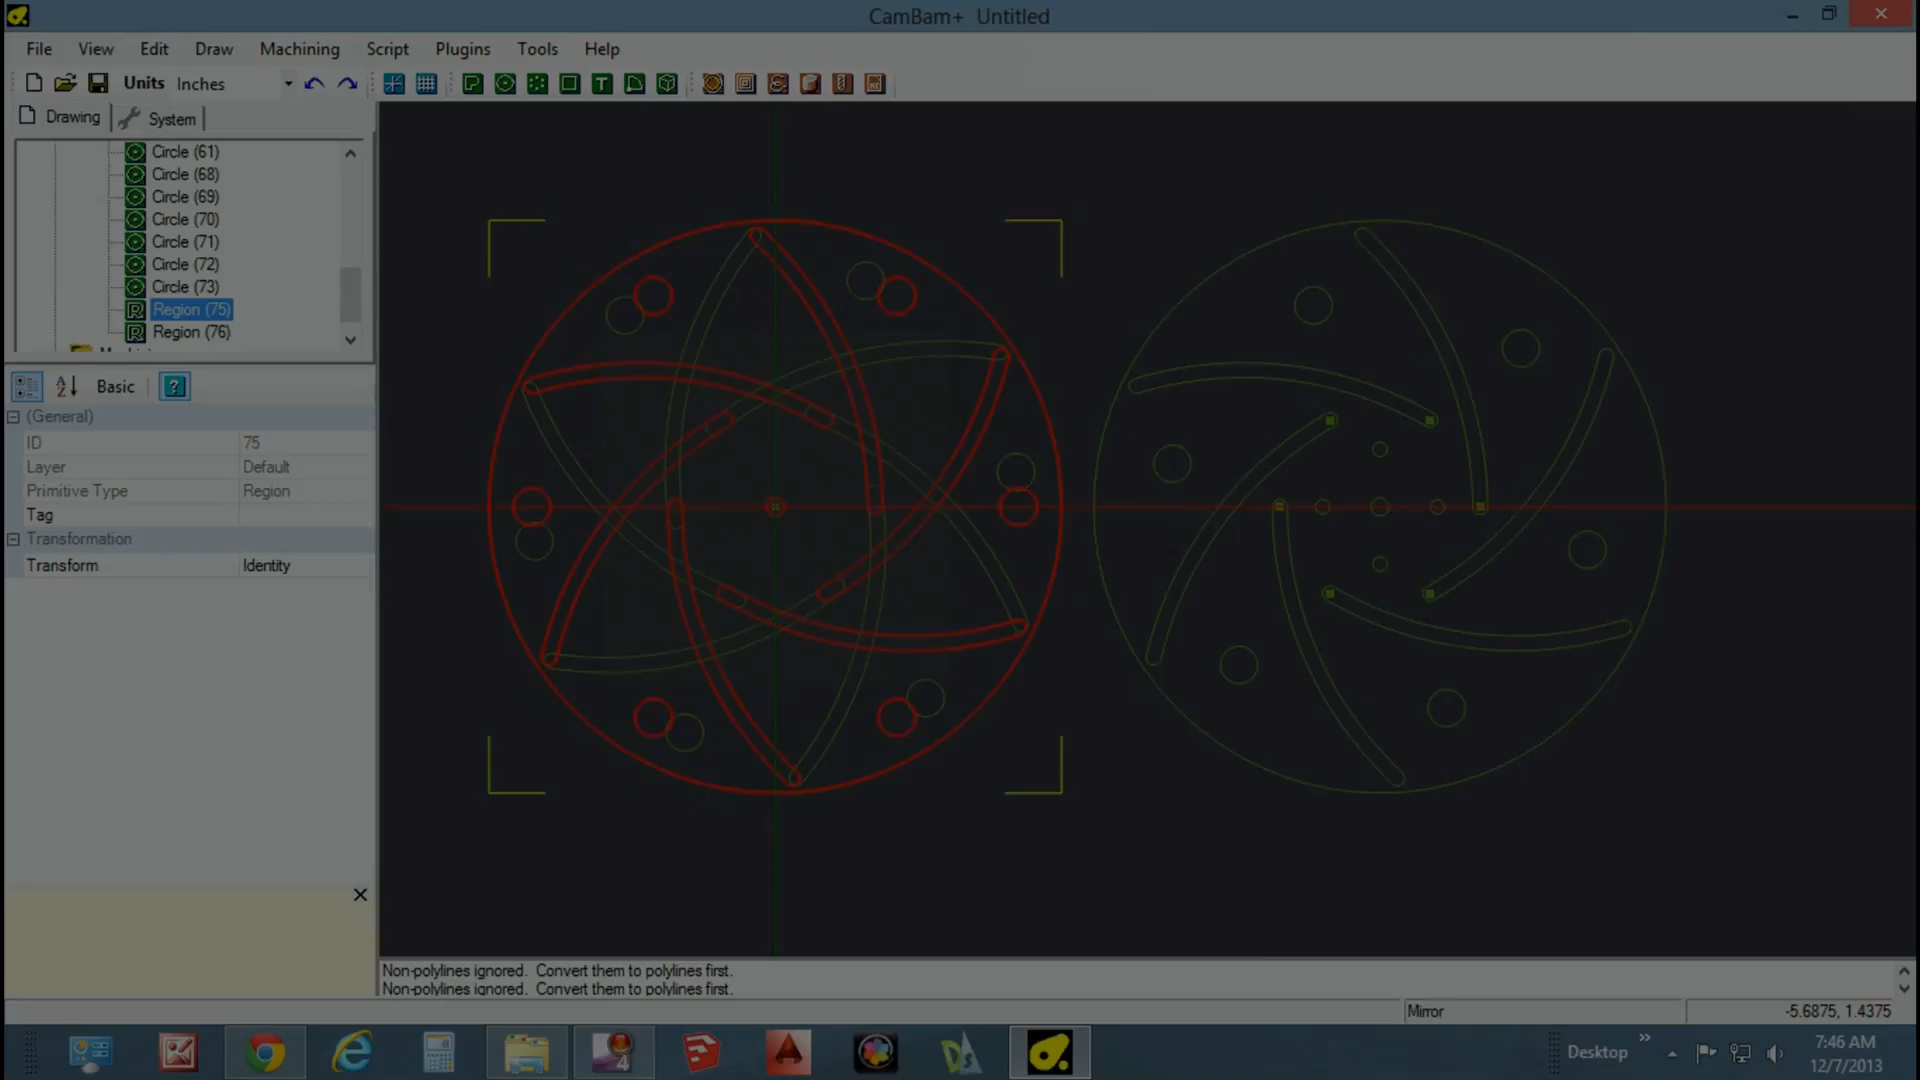 CamBam+ Untitled
File View Edit Draw Machining Script Plugins Tools Help
Units Inches
Drawing System
Circle (61)
Circle (68)
Circle (69)
Circle (70)
Circle (71)
Circle (72)
Circle (73)
Region (75)
Region (76)
Basic
(General)
ID 75
Layer Default
Primitive Type Region
Tag
Transformation
Transform Identity
Non-polylines ignored. Convert them to polylines first.
Non-polylines ignored. Convert them to polylines first.
Mirror -5.6875, 1.4375
Desktop
7:46 AM
12/7/2013